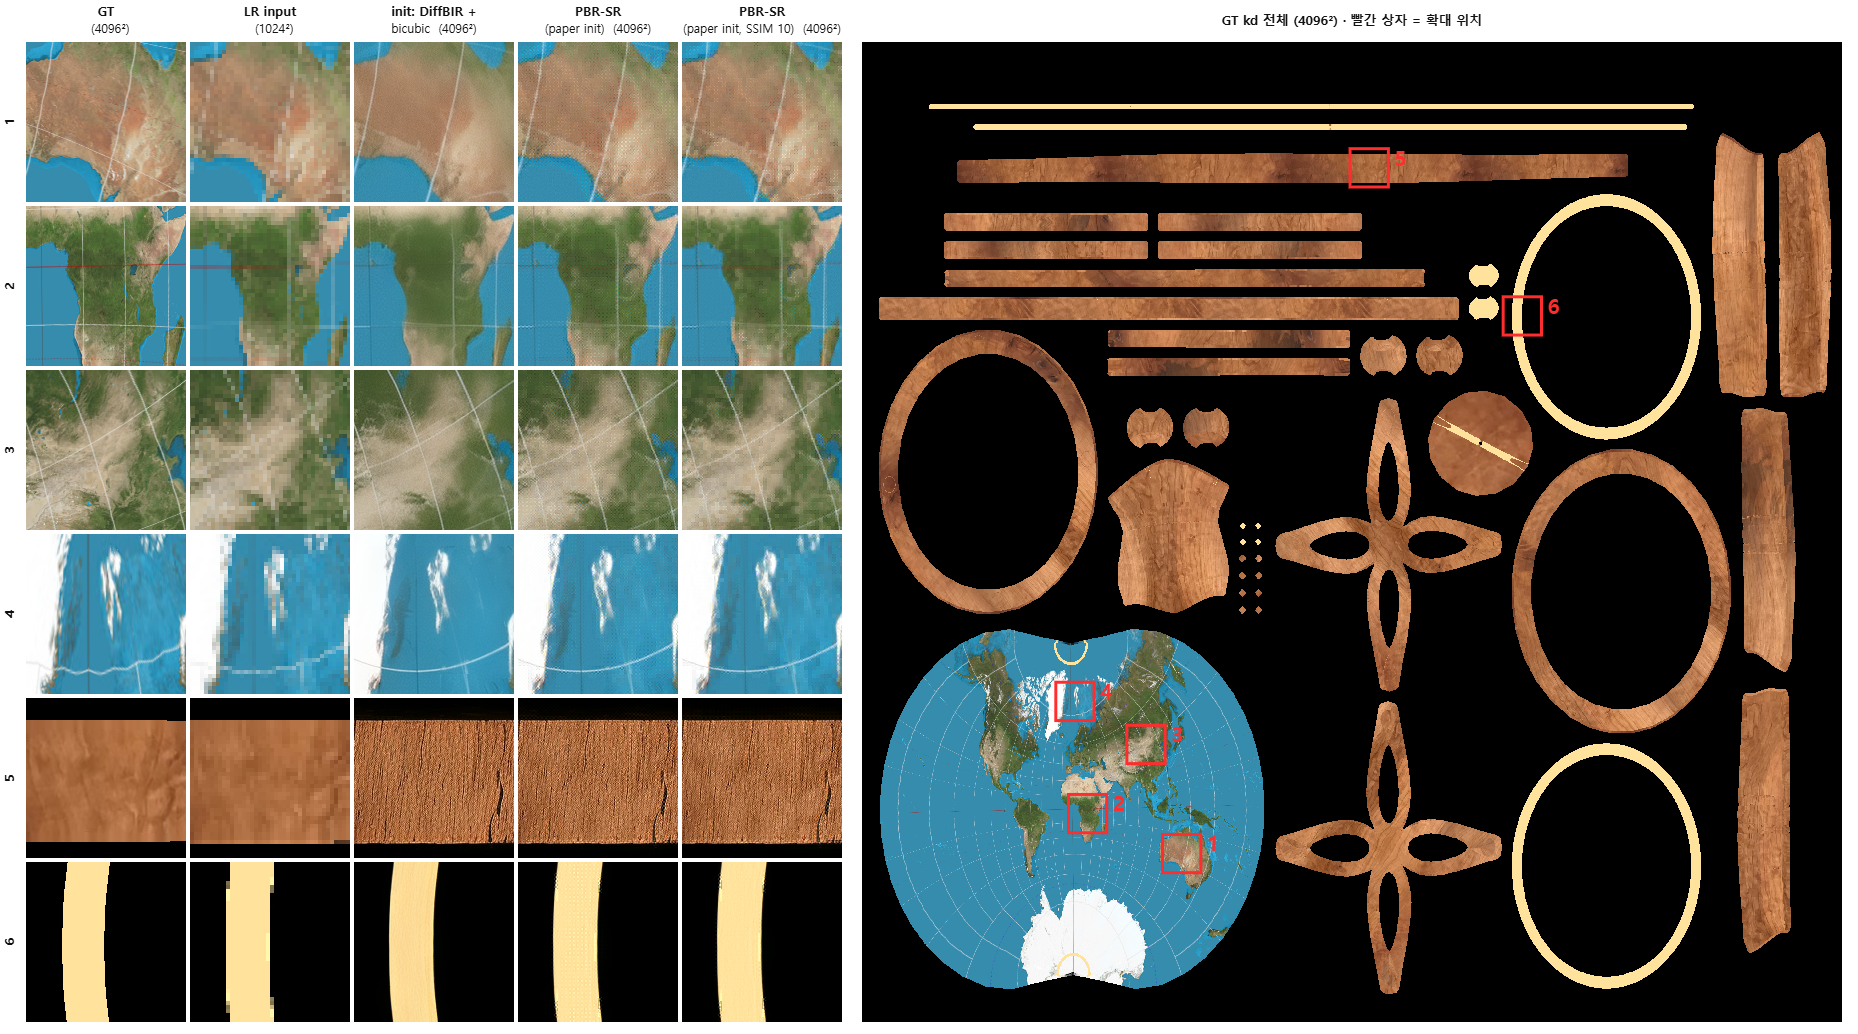 GT
(4096²)
LR input
(1024²)
init: DiffBIR +
bicubic (4096²)
PBR-SR
(paper init) (4096²)
PBR-SR
(paper init, SSIM 10) (4096²)
GT kd 전체 (4096²) · 빨간 상자 = 확대 위치
1
2
3
4
5
6
5
6
4
3
2
1